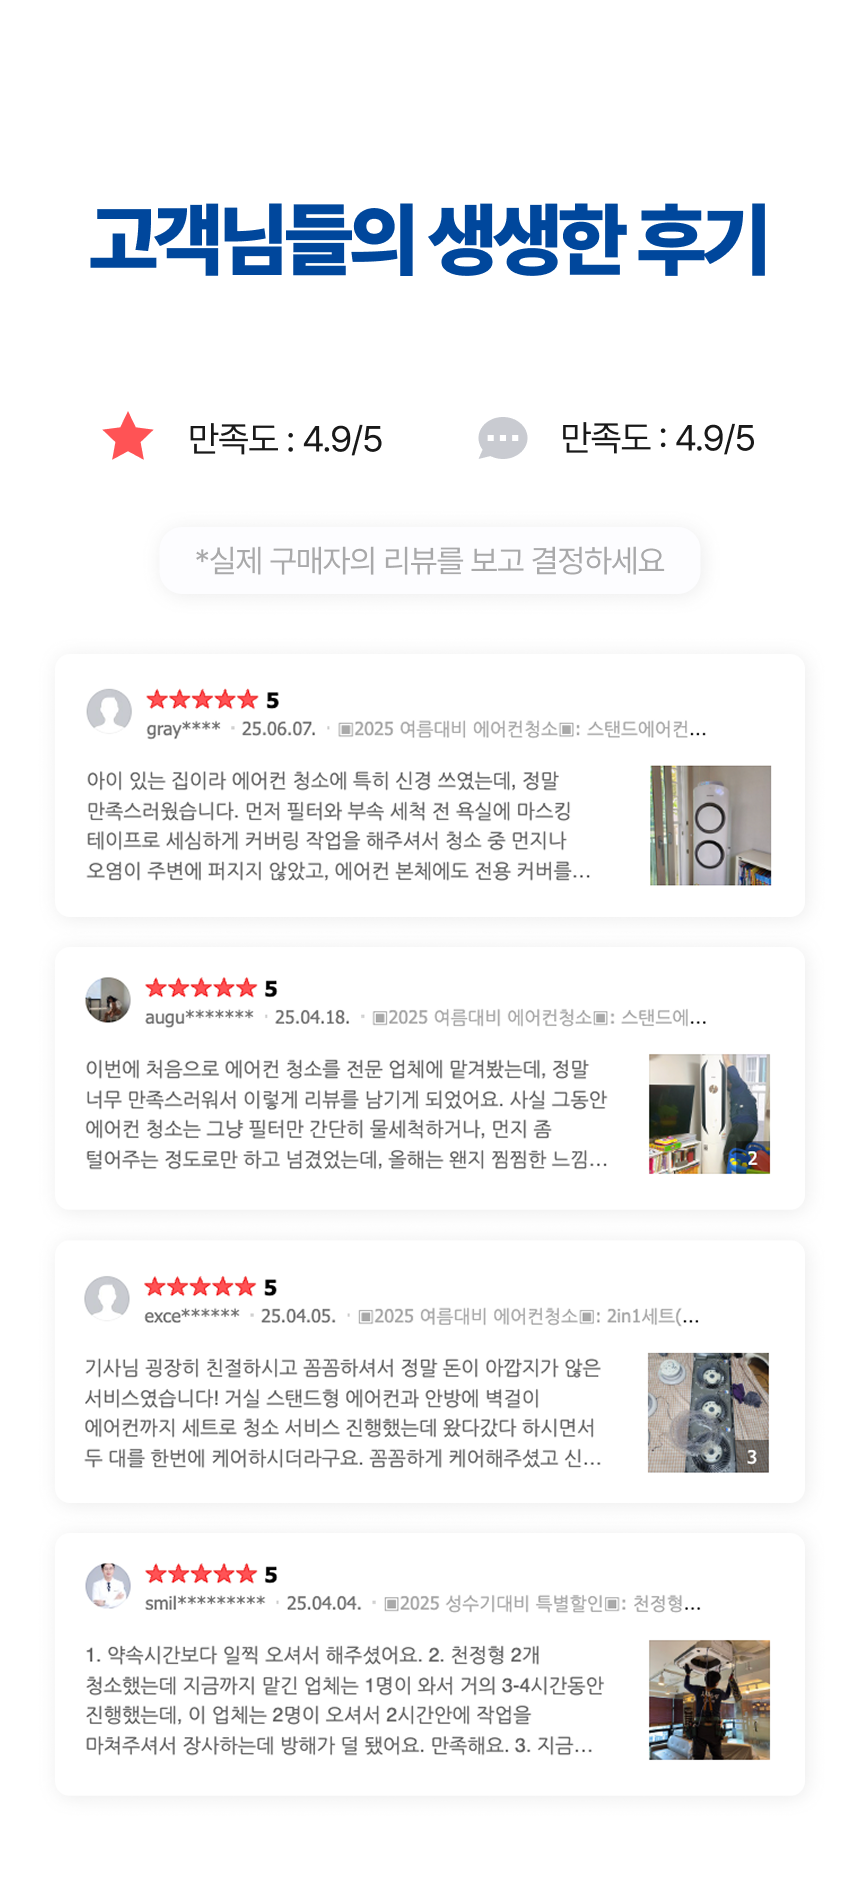 고객님들의 생생한 후기
만족도 : 4.9/5
만족도 : 4.9/5
*실제 구매자의 리뷰를 보고 결정하세요
5
gray**** · 25.06.07. · ▣2025 여름대비 에어컨청소▣: 스탠드에어컨...
아이 있는 집이라 에어컨 청소에 특히 신경 쓰였는데, 정말
만족스러웠습니다. 먼저 필터와 부속 세척 전 욕실에 마스킹
테이프로 세심하게 커버링 작업을 해주셔서 청소 중 먼지나
오염이 주변에 퍼지지 않았고, 에어컨 본체에도 전용 커버를...
5
augu******* · 25.04.18. · ▣2025 여름대비 에어컨청소▣: 스탠드에...
이번에 처음으로 에어컨 청소를 전문 업체에 맡겨봤는데, 정말
너무 만족스러워서 이렇게 리뷰를 남기게 되었어요. 사실 그동안
에어컨 청소는 그냥 필터만 간단히 물세척하거나, 먼지 좀
털어주는 정도로만 하고 넘겼었는데, 올해는 왠지 찜찜한 느낌...
2
5
exce****** · 25.04.05. · ▣2025 여름대비 에어컨청소▣: 2in1세트(...
기사님 굉장히 친절하시고 꼼꼼하셔서 정말 돈이 아깝지가 않은
서비스였습니다! 거실 스탠드형 에어컨과 안방에 벽걸이
에어컨까지 세트로 청소 서비스 진행했는데 왔다갔다 하시면서
두 대를 한번에 케어하시더라구요. 꼼꼼하게 케어해주셨고 신...
3
5
smil********* · 25.04.04. · ▣2025 성수기대비 특별할인▣: 천정형...
1. 약속시간보다 일찍 오셔서 해주셨어요. 2. 천정형 2개
청소했는데 지금까지 맡긴 업체는 1명이 와서 거의 3-4시간동안
진행했는데, 이 업체는 2명이 오셔서 2시간안에 작업을
마쳐주셔서 장사하는데 방해가 덜 됐어요. 만족해요. 3. 지금...